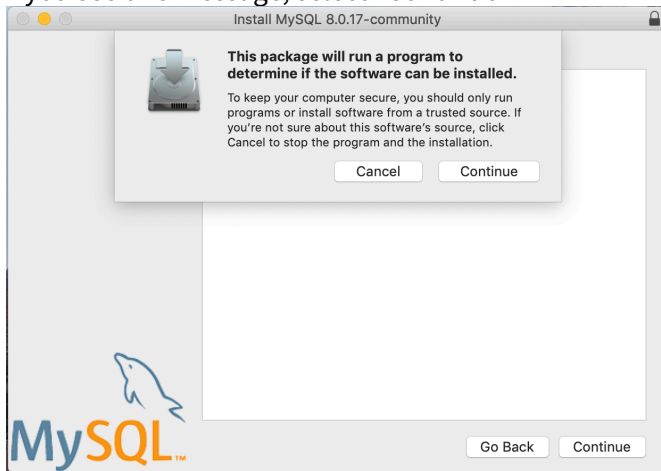 Install MySQL 8.0.17-community
This package will run a program to
determine if the software can be installed.
To keep your computer secure, you should only run
programs or install software from a trusted source. If
you're not sure about this software's source, click
Cancel to stop the program and the installation.
Cancel Continue
MySQL™
Go Back Continue